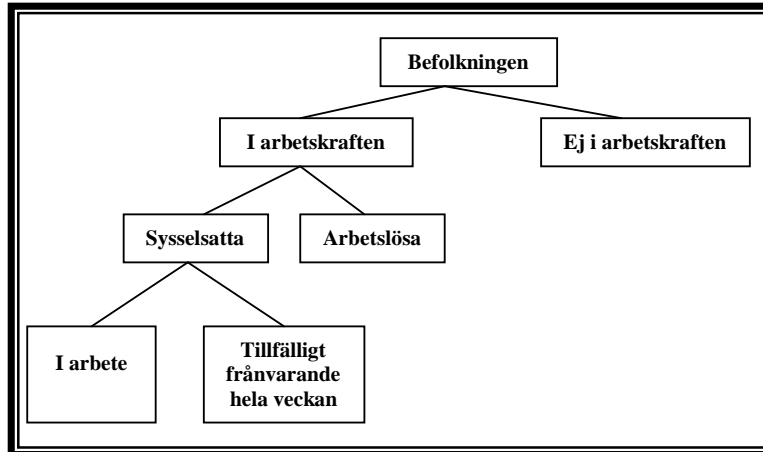 Befolkningen
I arbetskraften
Ej i arbetskraften
Sysselsatta
Arbetslösa
I arbete
Tillfälligt
frånvarande
hela veckan